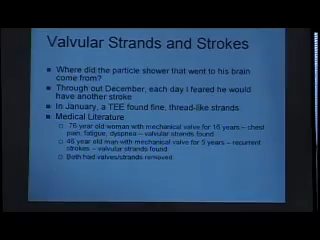 Valvular Strands and Strokes
Where did the particle shower that went to his brain
come from?
Through out December, each day I feared he would
have another stroke
In January, a TEE found fine, thread-like strands
Medical Literature
76 year old woman with mechanical valve for 16 years – chest
pain, fatigue, dyspnea – valvular strands found
46 year old man with mechanical valve for 5 years – recurrent
strokes – valvular strands found
Both had valves/strands removed